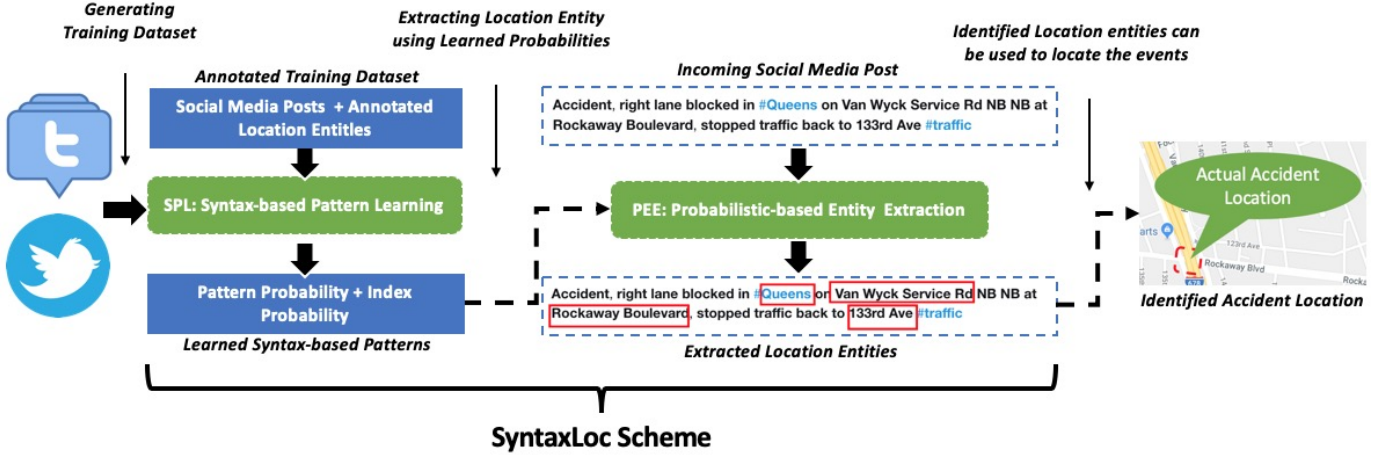 Generating
Training Dataset
Extracting Location Entity
using Learned Probabilities
Identified Location entities can
be used to locate the events
Annotated Training Dataset
Social Media Posts + Annotated
Location Entities
SPL: Syntax-based Pattern Learning
Pattern Probability + Index
Probability
Learned Syntax-based Patterns
Incoming Social Media Post
Accident, right lane blocked in #Queens on Van Wyck Service Rd NB NB at
Rockaway Boulevard, stopped traffic back to 133rd Ave #traffic
PEE: Probabilistic-based Entity Extraction
Accident, right lane blocked in #Queens on Van Wyck Service Rd NB NB at
Rockaway Boulevard, stopped traffic back to 133rd Ave #traffic
Extracted Location Entities
Actual Accident
Location
arts
123rd Ave
Rockaway Blvd
Identified Accident Location
SyntaxLoc Scheme